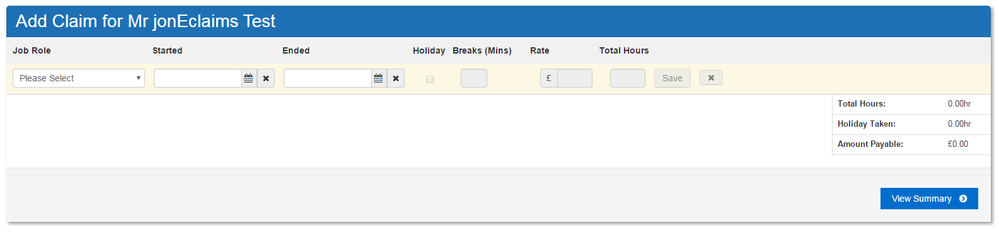 Add Claim for Mr jonEclaims Test
Job Role Started Ended Holiday Breaks (Mins) Rate Total Hours
Please Select £ Save
Total Hours: 0.00hr
Holiday Taken: 0.00hr
Amount Payable: £0.00
View Summary